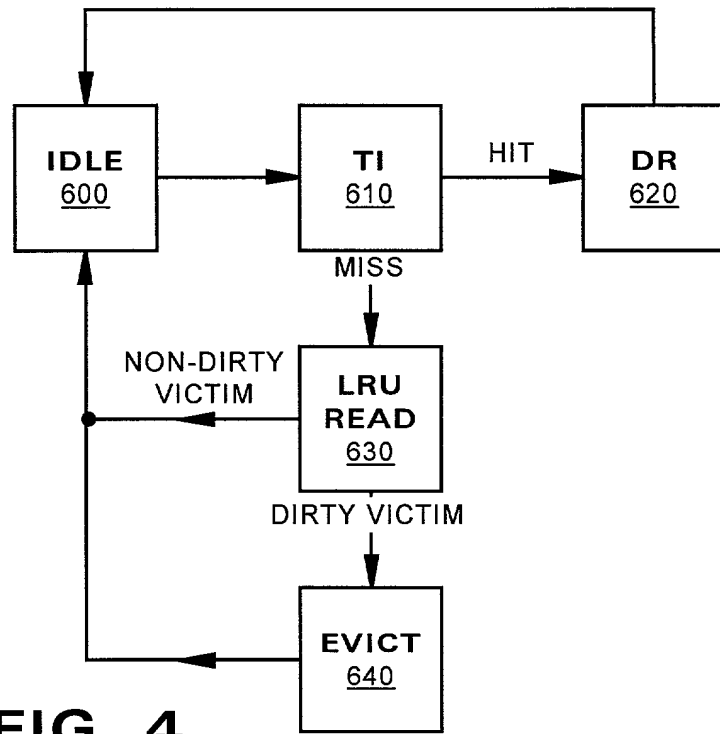 IDLE
600
TI
610
HIT
DR
620
MISS
NON-DIRTY
VICTIM
LRU
READ
630
DIRTY VICTIM
EVICT
640
FIG. 4